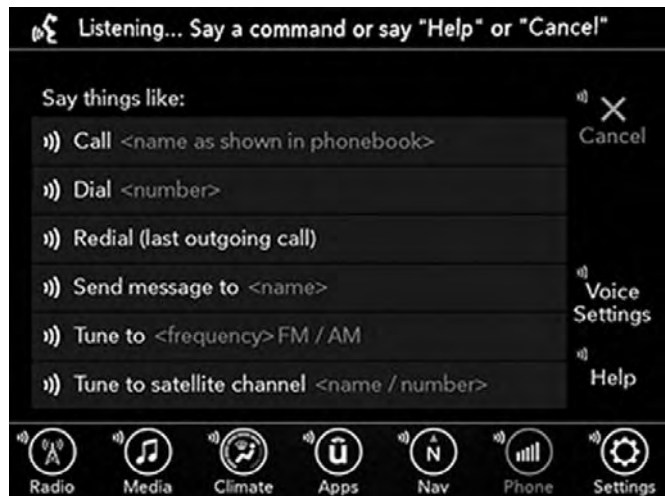 Listening... Say a command or say "Help" or "Cancel"
Say things like:
Call <name as shown in phonebook>
Dial <number>
Redial (last outgoing call)
Send message to <name>
Tune to <frequency> FM / AM
Tune to satellite channel <name / number>
Cancel
Voice
Settings
Help
ū N
Radio Media Climate Apps Nav Phone Settings